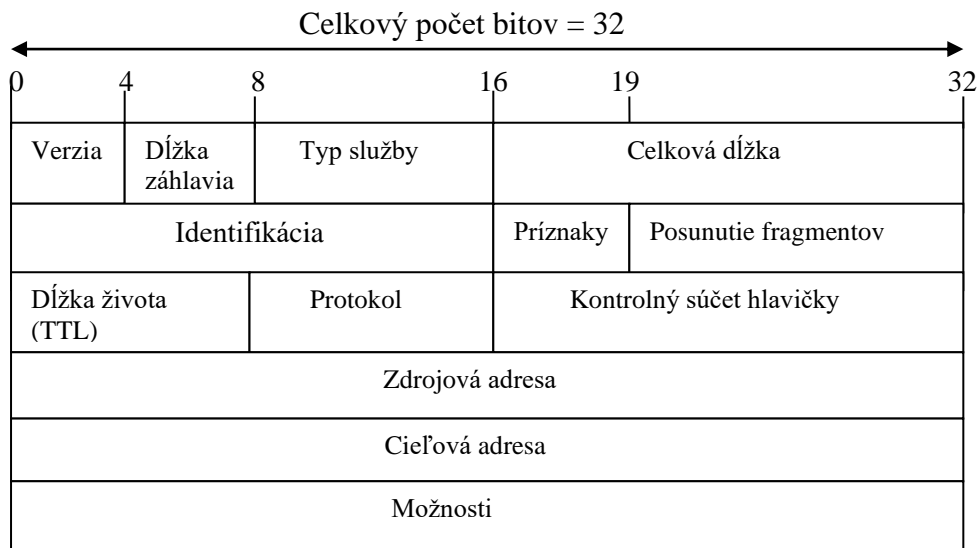 Celkový počet bitov = 32
0 4 8 16 19 32
Verzia
Dĺžka
záhlavia
Typ služby
Celková dĺžka
Identifikácia
Príznaky
Posunutie fragmentov
Dĺžka života
(TTL)
Protokol
Kontrolný súčet hlavičky
Zdrojová adresa
Cieľová adresa
Možnosti